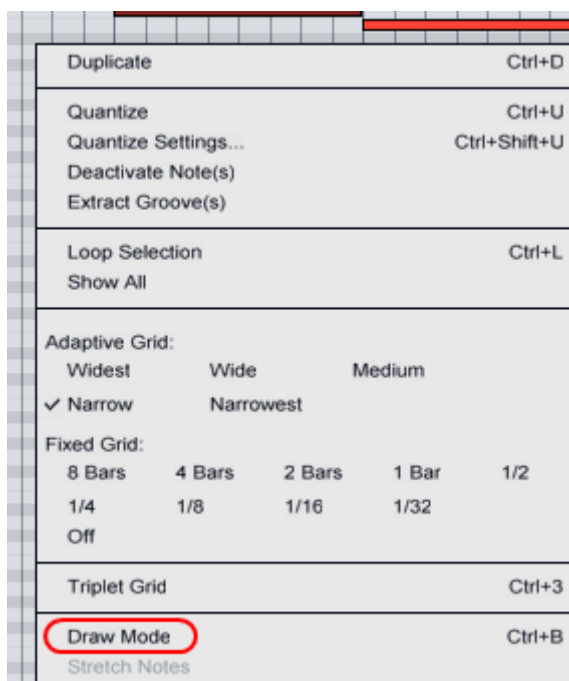 Duplicate Ctrl+D
Quantize Ctrl+U
Quantize Settings... Ctrl+Shift+U
Deactivate Note(s)
Extract Groove(s)
Loop Selection Ctrl+L
Show All
Adaptive Grid:
Widest Wide Medium
✓ Narrow Narrowest
Fixed Grid:
8 Bars 4 Bars 2 Bars 1 Bar 1/2
1/4 1/8 1/16 1/32
Off
Triplet Grid Ctrl+3
Draw Mode Ctrl+B
Stretch Notes